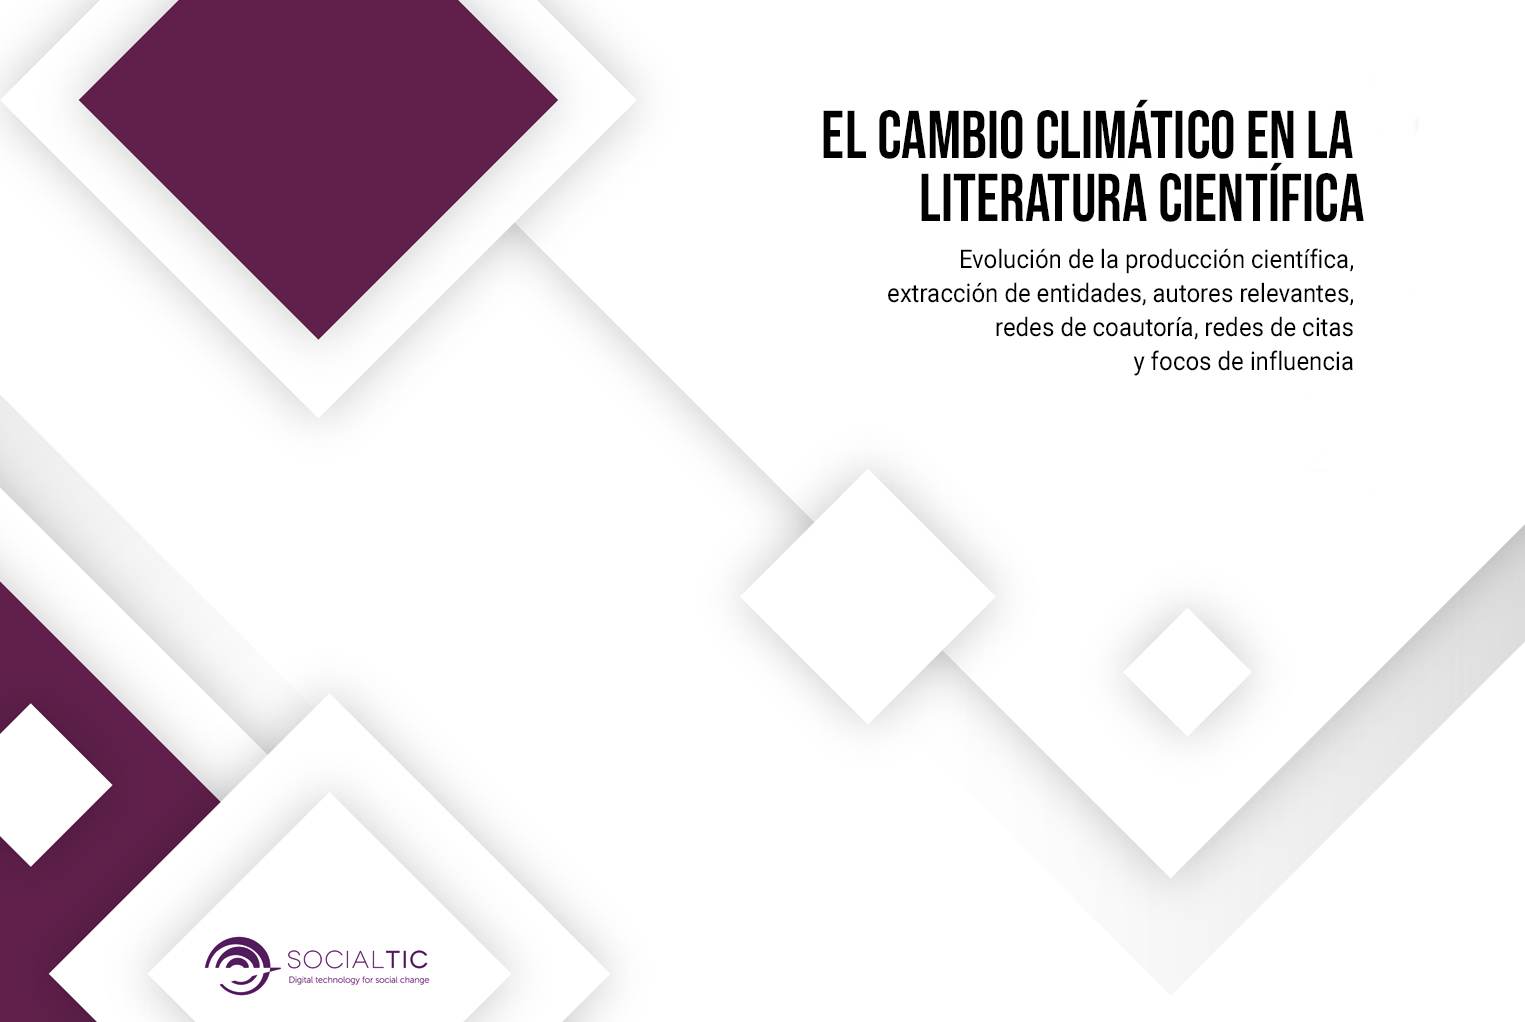 EL CAMBIO CLIMÁTICO EN LA
LITERATURA CIENTÍFICA
Evolución de la producción científica,
extracción de entidades, autores relevantes,
redes de coautoría, redes de citas
y focos de influencia
SOCIALTIC
Digital technology for social change